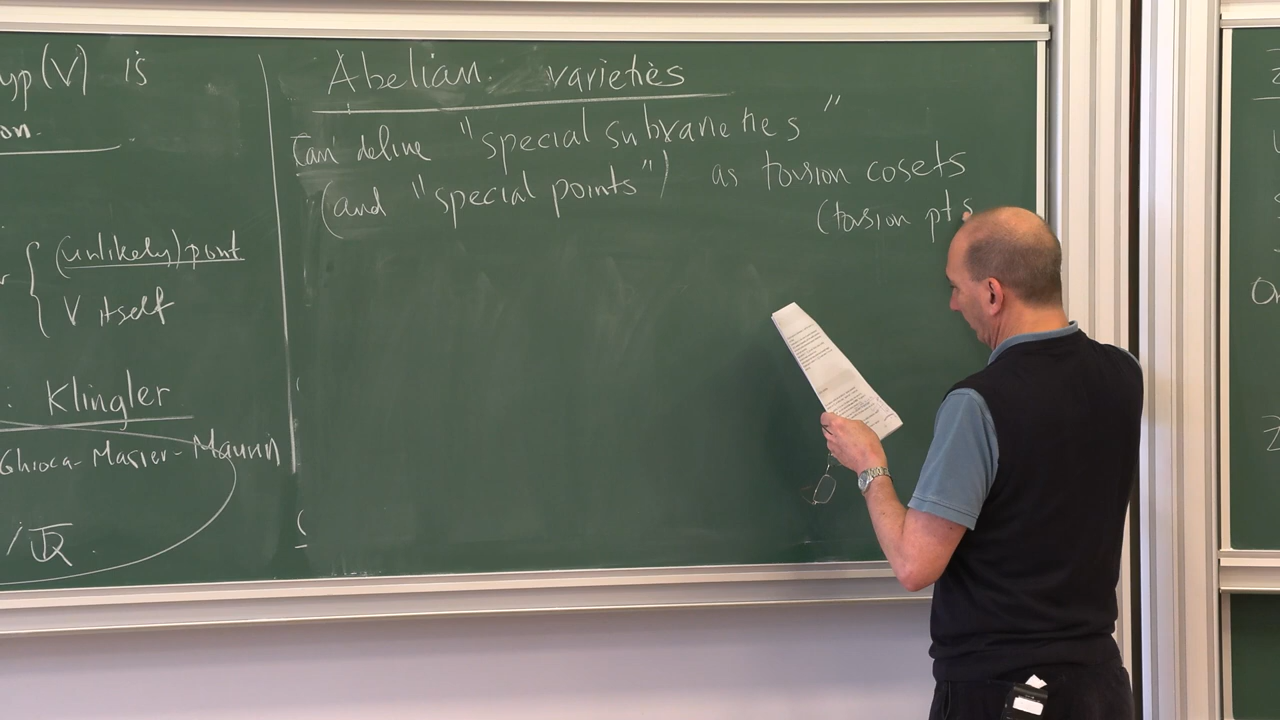 yp(V) is
on.
(unlikely) point
V itself
: Klingler
Ghioca-Masser-Maurin
Abelian varieties
Can define "special subvarieties"
(and "special points") as torsion cosets
(torsion pts